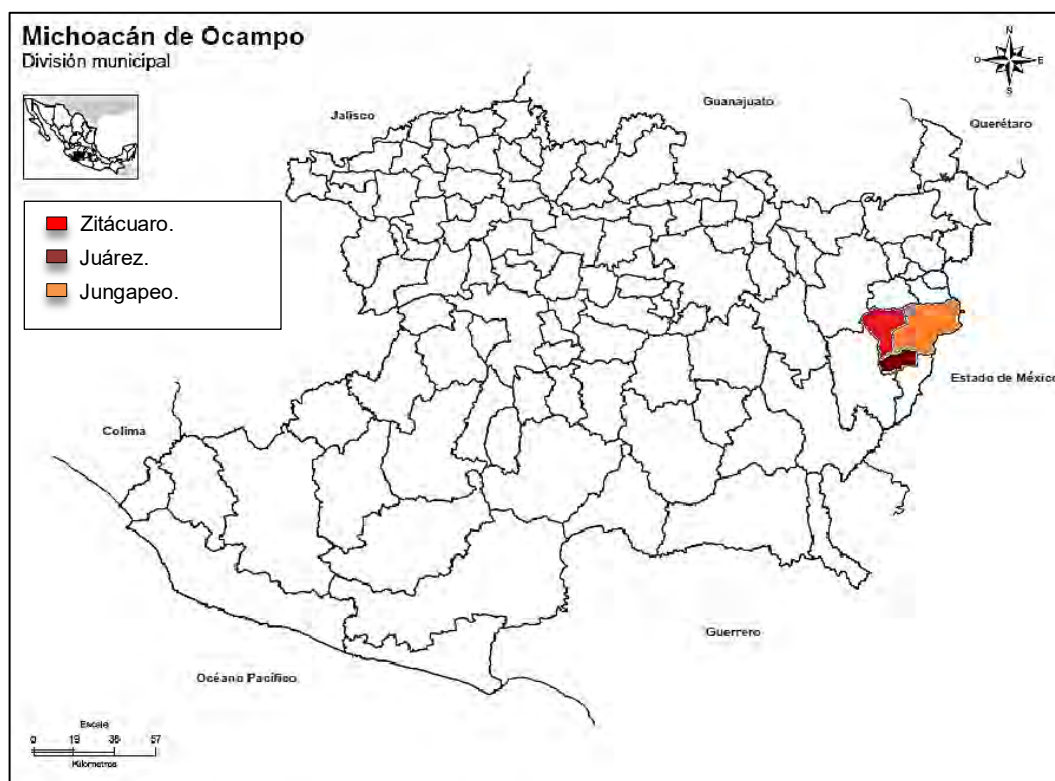 Michoacán de Ocampo
División municipal
N
O
E
S
Guanajuato
Jalisco
Querétaro
Zitácuaro.
Juárez.
Jungapeo.
Estado de México
Colima
Guerrero
Océano Pacífico
Escala
0 19 38 57
Kilometros